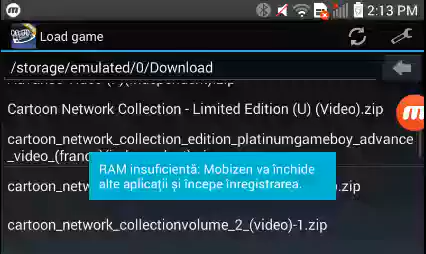 2:13 PM
Load game
/storage/emulated/0/Download
Cartoon Network Collection - Limited Edition (U) (Video).zip
cartoon_network_collection_edition_platinumgameboy_advance
_video_(franc
RAM insuficientă: Mobizen va închide
alte aplicații și începe înregistrarea.
cartoon_ne
o.zip
cartoon_network_collectionvolume_2_(video)-1.zip